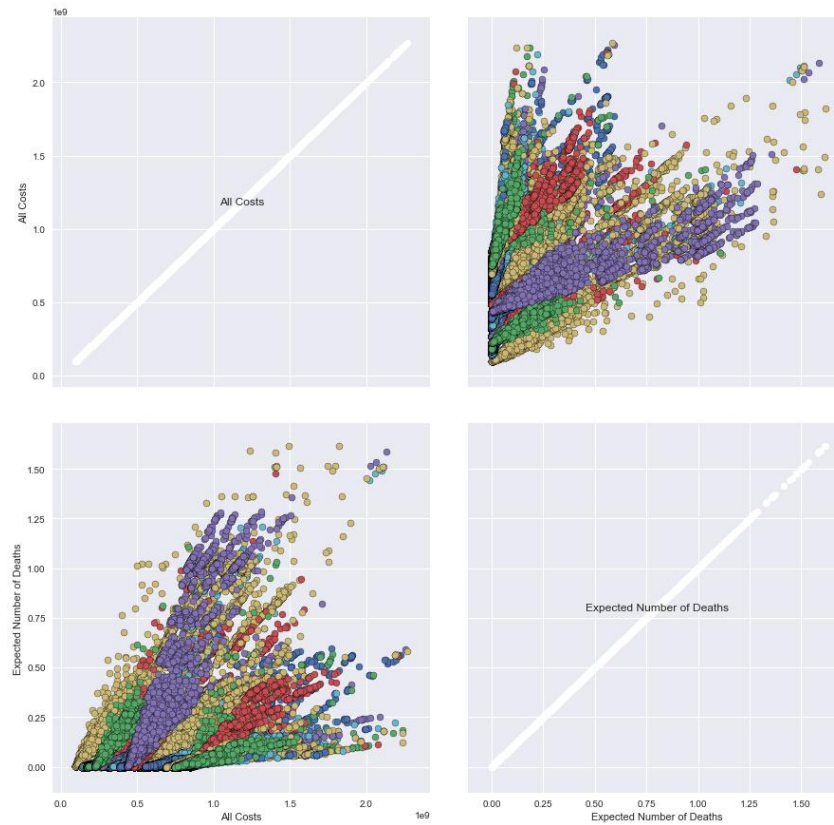 1e9
2.0
1.5
All Costs
All Costs
1.0
0.5
0.0
1.50
1.25
1.00
Expected Number of Deaths
0.75
Expected Number of Deaths
0.50
0.25
0.00
0.0 0.5 1.0 1.5 2.0 0.00 0.25 0.50 0.75 1.00 1.25 1.50
All Costs 1e9 Expected Number of Deaths